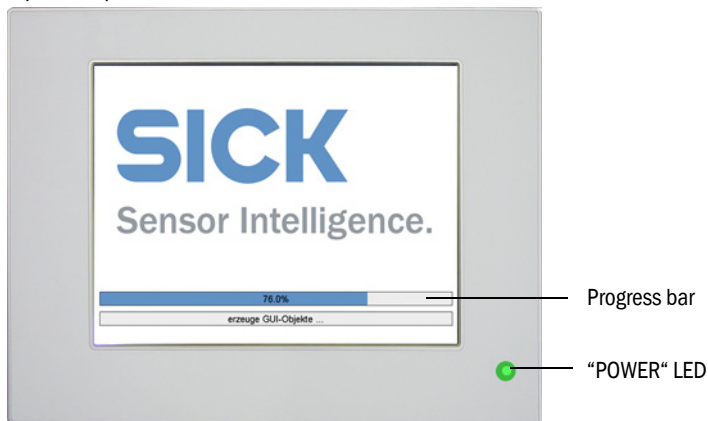 SICK
Sensor Intelligence.
76.0%
erzeuge GUI-Objekte ...
Progress bar
“POWER“ LED